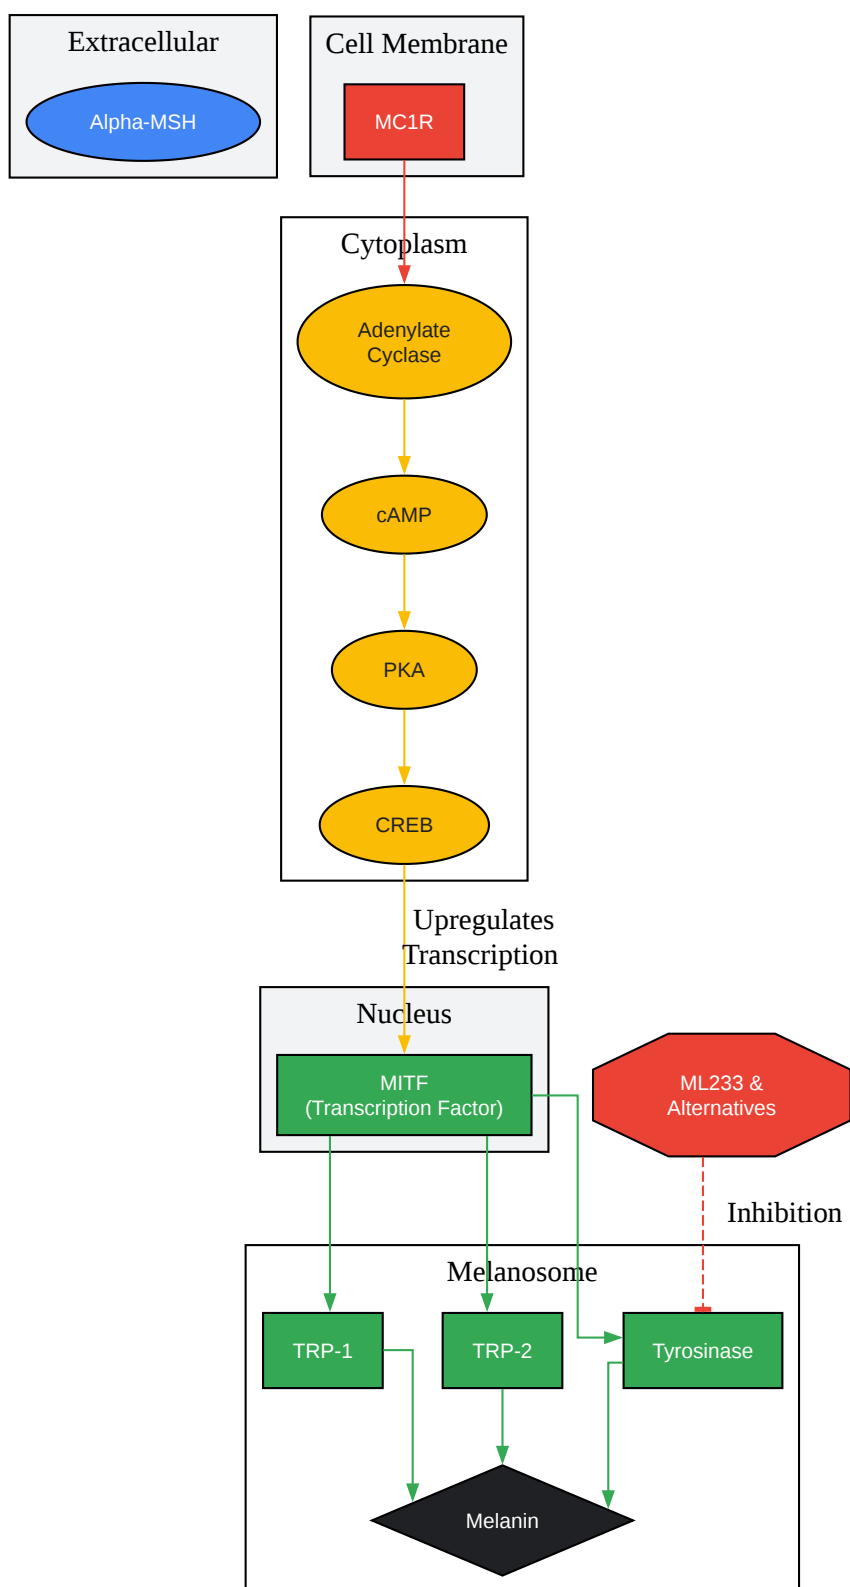 Extracellular
Cell Membrane
Alpha-MSH
MC1R
Cytoplasm
Adenylate
Cyclase
cAMP
PKA
CREB
Upregulates
Transcription
Nucleus
MITF
(Transcription Factor)
ML233 &
Alternatives
Inhibition
Melanosome
TRP-1
TRP-2
Tyrosinase
Melanin